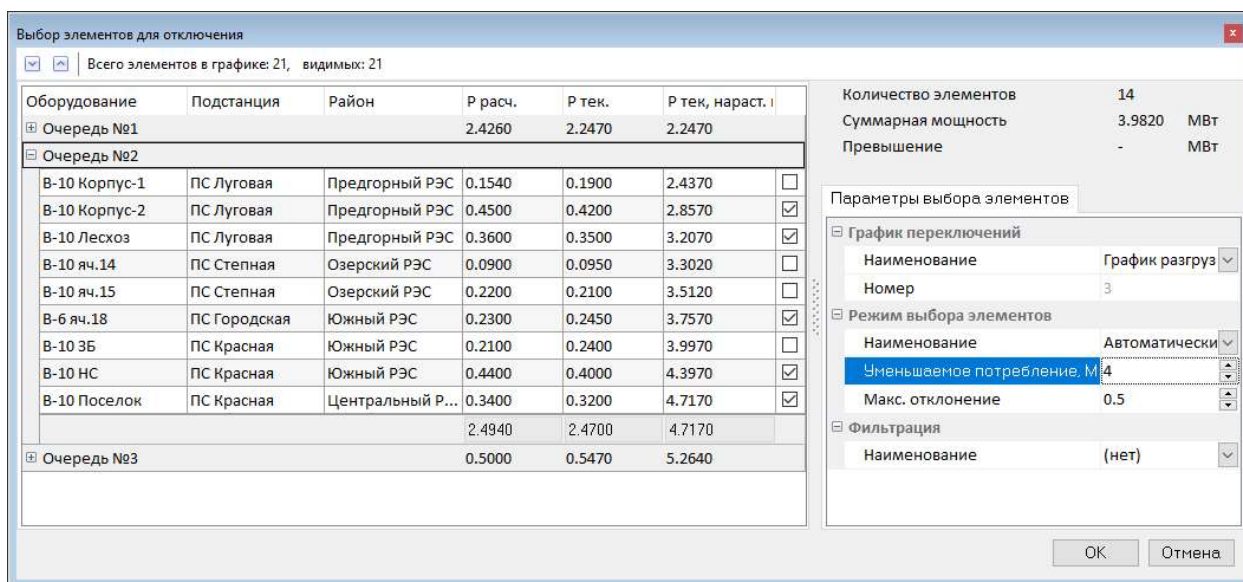 Выбор элементов для отключения
x
Всего элементов в графике: 21, видимых: 21
Оборудование Подстанция Район Р расч. Р тек. Р тек, нараст.
Очередь №1 2.4260 2.2470 2.2470
Очередь №2
В-10 Корпус-1 ПС Луговая Предгорный РЭС 0.1540 0.1900 2.4370
В-10 Корпус-2 ПС Луговая Предгорный РЭС 0.4500 0.4200 2.8570
В-10 Лесхоз ПС Луговая Предгорный РЭС 0.3600 0.3500 3.2070
В-10 яч.14 ПС Степная Озерский РЭС 0.0900 0.0950 3.3020
В-10 яч.15 ПС Степная Озерский РЭС 0.2200 0.2100 3.5120
В-6 яч.18 ПС Городская Южный РЭС 0.2300 0.2450 3.7570
В-10 3Б ПС Красная Южный РЭС 0.2100 0.2400 3.9970
В-10 НС ПС Красная Южный РЭС 0.4400 0.4000 4.3970
В-10 Поселок ПС Красная Центральный Р... 0.3400 0.3200 4.7170
2.4940 2.4700 4.7170
Очередь №3 0.5000 0.5470 5.2640
Количество элементов 14
Суммарная мощность 3.9820 МВт
Превышение - МВт
Параметры выбора элементов
График переключений
Наименование График разгруз
Номер 3
Режим выбора элементов
Наименование Автоматически
Уменьшаемое потребление, М 4
Макс. отклонение 0.5
Фильтрация
Наименование (нет)
ОК Отмена